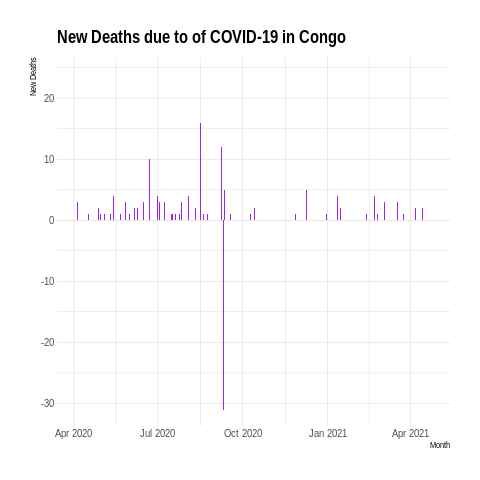 New Deaths due to of COVID-19 in Congo
New Deaths
20
10
0
-10
-20
-30
Apr 2020 Jul 2020 Oct 2020 Jan 2021 Apr 2021
Month